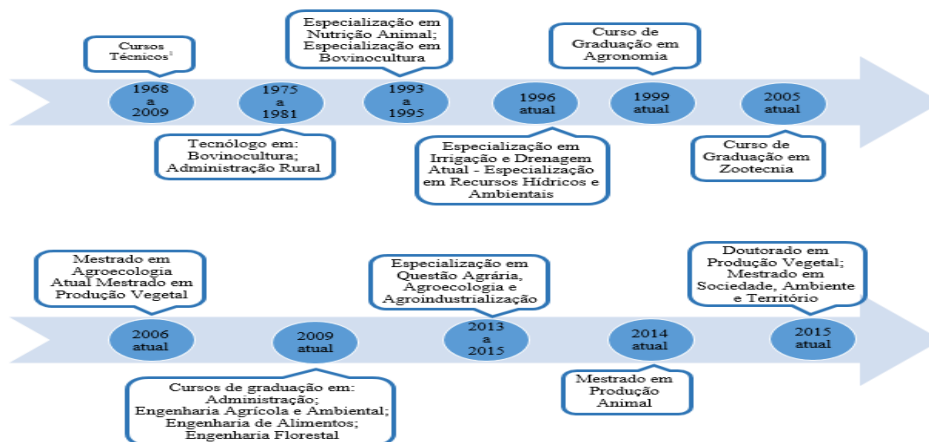 Cursos
Técnicos¹
1968
a
2009
1975
a
1981
Tecnólogo em:
Bovinocultura;
Administração Rural
Especialização em
Nutrição Animal;
Especialização em
Bovinocultura
1993
a
1995
1996
atual
Especialização em
Irrigação e Drenagem
Atual - Especialização
em Recursos Hídricos e
Ambientais
Curso de
Graduação em
Agronomia
1999
atual
2005
atual
Curso de
Graduação em
Zootecnia
Mestrado em
Agroecologia
Atual Mestrado em
Produção Vegetal
2006
atual
2009
atual
Cursos de graduação em:
Administração;
Engenharia Agrícola e Ambiental;
Engenharia de Alimentos;
Engenharia Florestal
Especialização em
Questão Agrária,
Agroecologia e
Agroindustrialização
2013
a
2015
2014
atual
Mestrado em
Produção
Animal
Doutorado em
Produção Vegetal;
Mestrado em
Sociedade, Ambiente
e Território
2015
atual